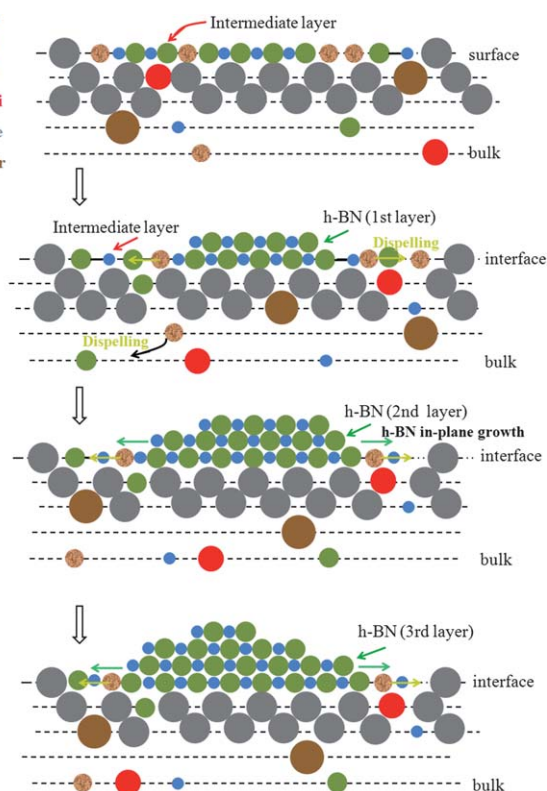 Intermediate layer
surface
i
e
r
bulk
Intermediate layer
h-BN (1st layer)
Dispelling
interface
Dispelling
bulk
h-BN (2nd layer)
h-BN in-plane growth
interface
bulk
h-BN (3rd layer)
interface
bulk